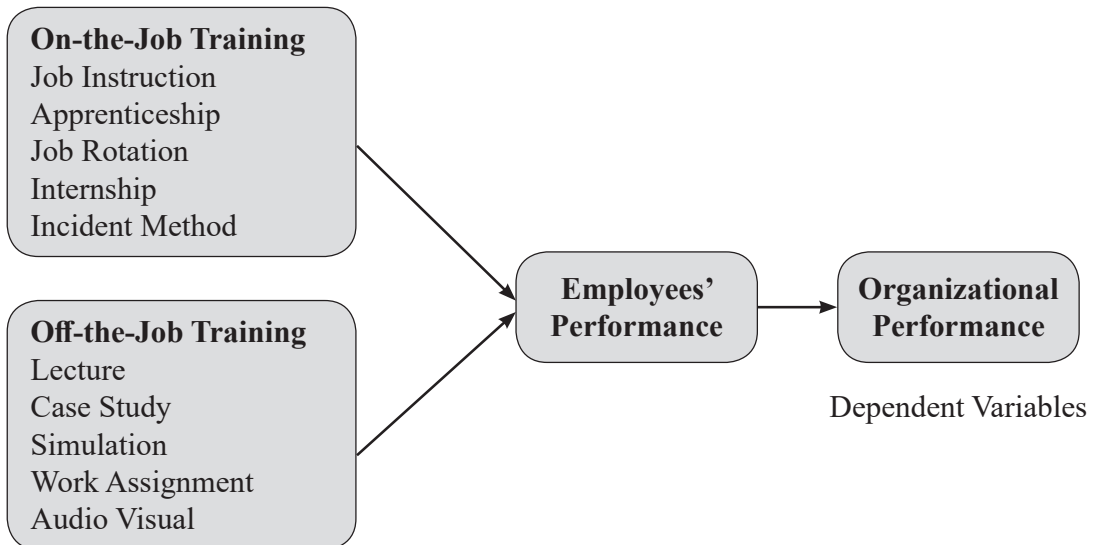 On-the-Job Training
Job Instruction
Apprenticeship
Job Rotation
Internship
Incident Method
Off-the-Job Training
Lecture
Case Study
Simulation
Work Assignment
Audio Visual
Employees’
Performance
Organizational
Performance
Dependent Variables